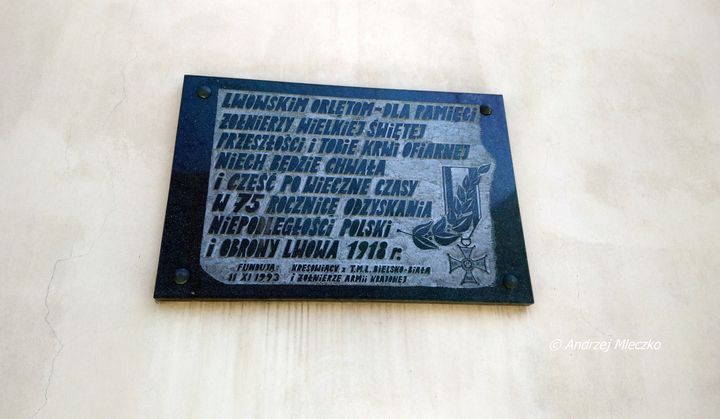 LWOWSKIM ORLĘTOM-DLA PAMIĘCI
ŻOŁNIERZY WIELKIEJ ŚWIĘTEJ
PRZESZŁOŚCI I TOBIE KRWI OFIARNEJ
NIECH BĘDZIE CHWAŁA
I CZEŚĆ PO WIECZNE CZASY
W 75 ROCZNICĘ ODZYSKANIA
NIEPODLEGŁOŚCI POLSKI
I OBRONY LWOWA 1918 r.
FUNDUJĄ: KRESOWIACY z T.M.L. BIELSKO-BIAŁA
11 XI 1993 I ŻOŁNIERZE ARMII KRAJOWEJ
© Andrzej Mleczko